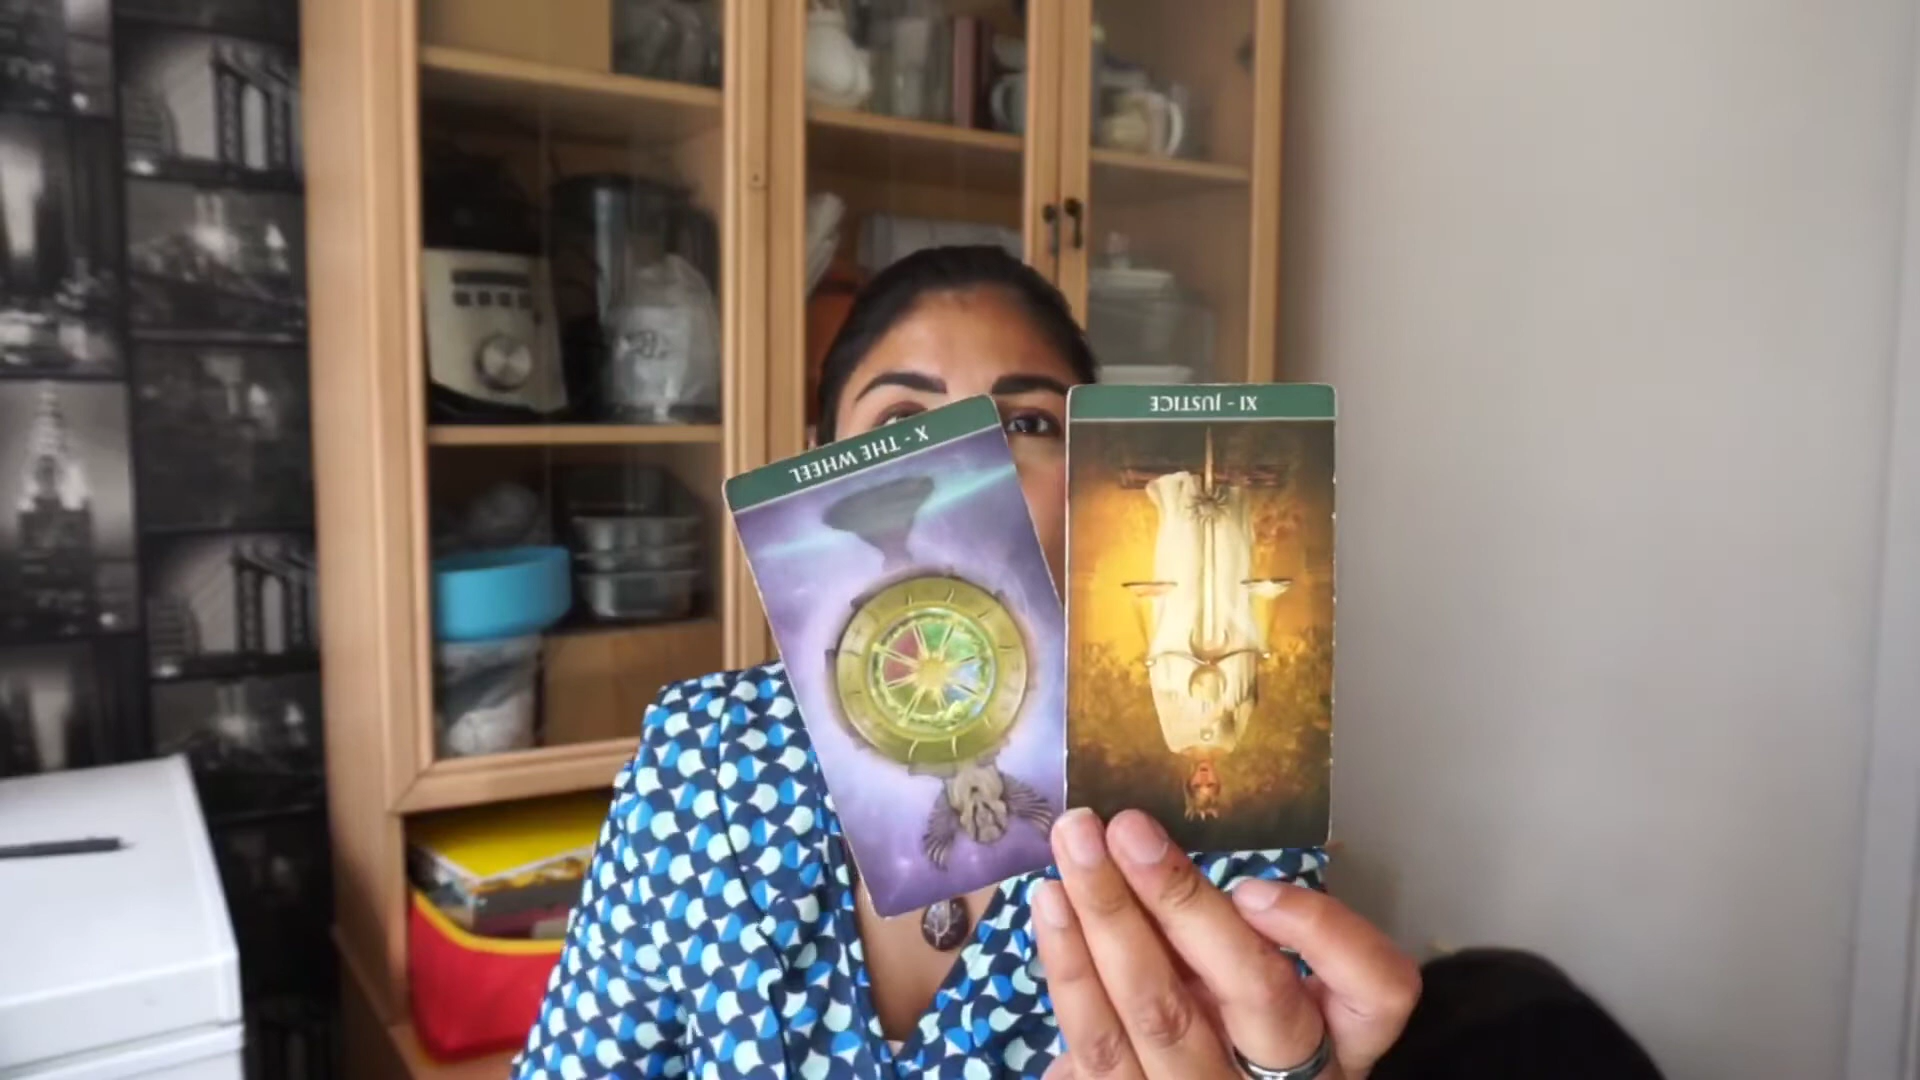 X - THE WHEEL
XI - JUSTICE